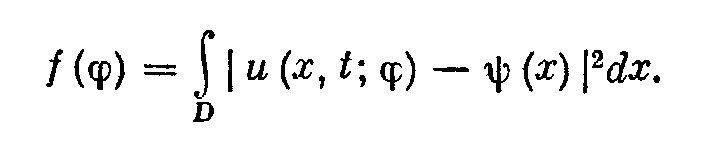 f (φ) = ∫_D | u (x, t; φ) − ψ (x) |² dx.